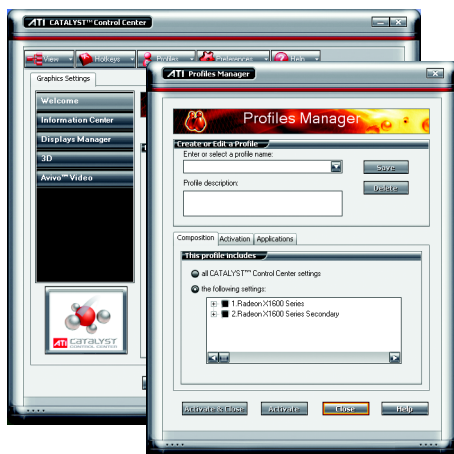 ATI CATALYST™ Control Center
View
Hotkeys
Profiles
Preferences
Help
Graphics Settings
Welcome
Information Center
Displays Manager
3D
Avivo™ Video
ATI CATALYST
CONTROL CENTER
ATI Profiles Manager
Profiles Manager
Create or Edit a Profile
Enter or select a profile name:
Save
Profile description:
Delete
Composition
Activation
Applications
This profile includes
all CATALYST™ Control Center settings
the following settings:
1.Radeon X1600 Series
2.Radeon X1600 Series Secondary
Activate & Close
Activate
Close
Help